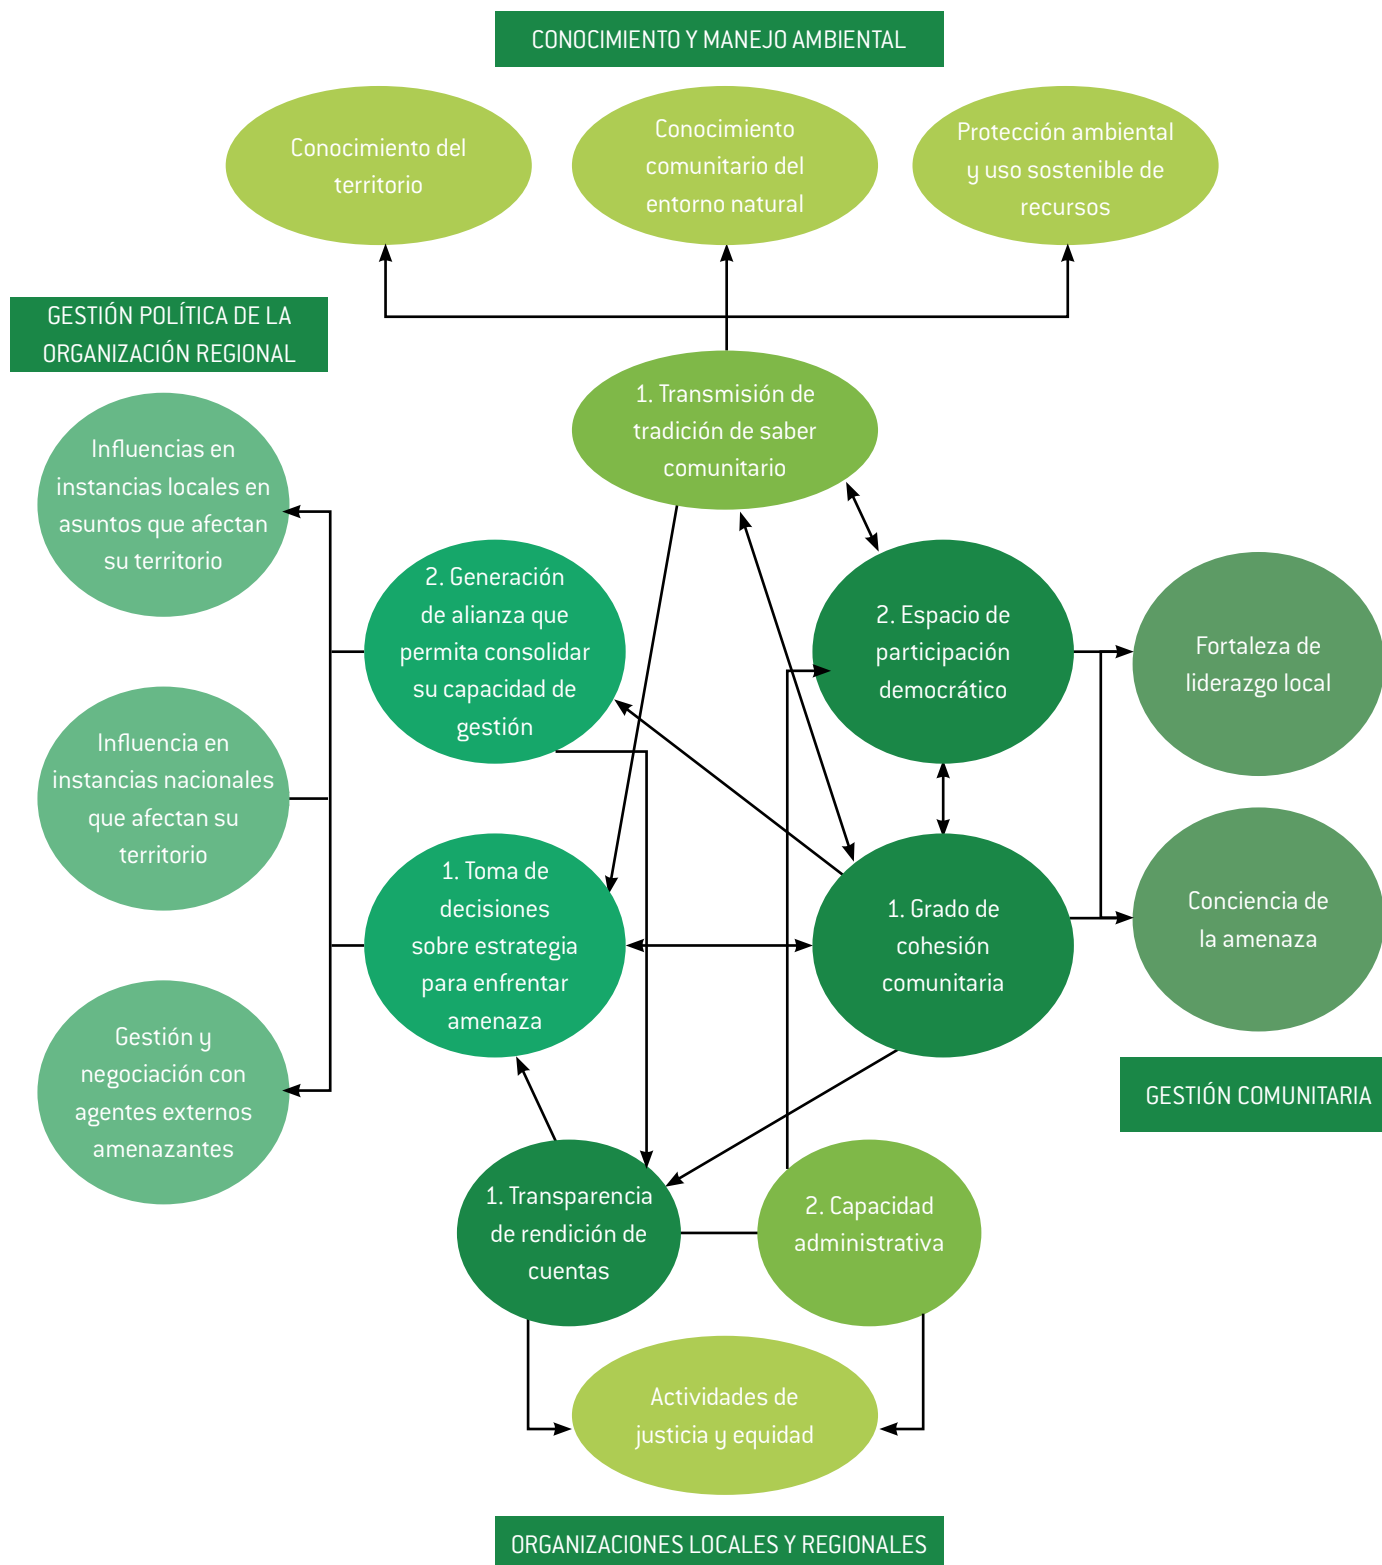 CONOCIMIENTO Y MANEJO AMBIENTAL
Conocimiento del
territorio
Conocimiento
comunitario del
entorno natural
Protección ambiental
y uso sostenible de
recursos
GESTIÓN POLÍTICA DE LA
ORGANIZACIÓN REGIONAL
1. Transmisión de
tradición de saber
comunitario
Influencias en
instancias locales en
asuntos que afectan
su territorio
2. Generación
de alianza que
permita consolidar
su capacidad de
gestión
2. Espacio de
participación
democrático
Fortaleza de
liderazgo local
Influencia en
instancias nacionales
que afectan su
territorio
1. Toma de
decisiones
sobre estrategia
para enfrentar
amenaza
1. Grado de
cohesión
comunitaria
Conciencia de
la amenaza
Gestión y
negociación con
agentes externos
amenazantes
GESTIÓN COMUNITARIA
1. Transparencia
de rendición de
cuentas
2. Capacidad
administrativa
Actividades de
justicia y equidad
ORGANIZACIONES LOCALES Y REGIONALES